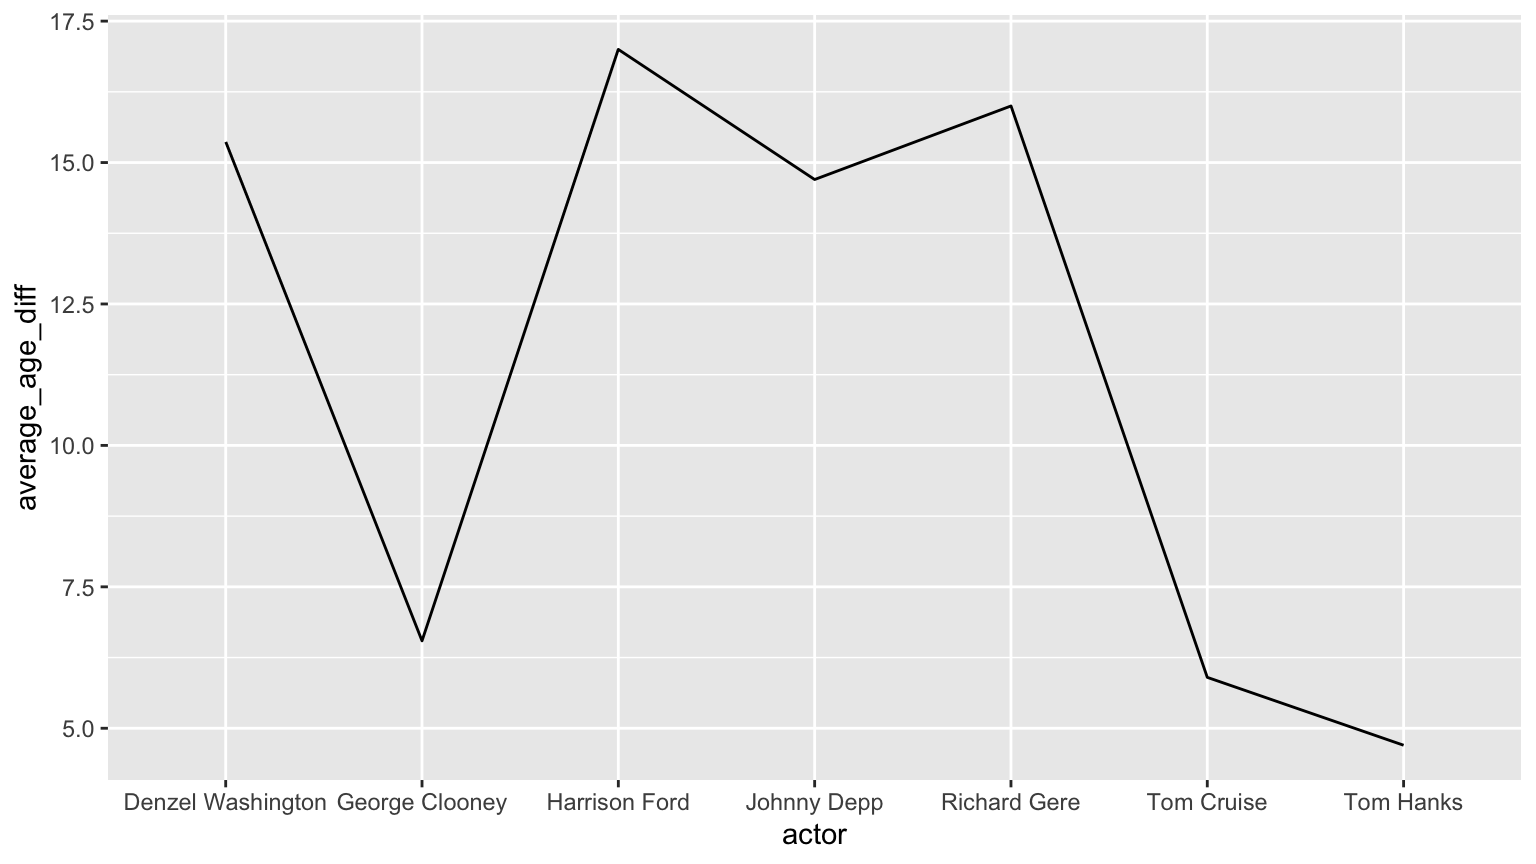 17.5
15.0
12.5
10.0
7.5
5.0
average_age_diff
Denzel Washington George Clooney Harrison Ford Johnny Depp Richard Gere Tom Cruise Tom Hanks
actor